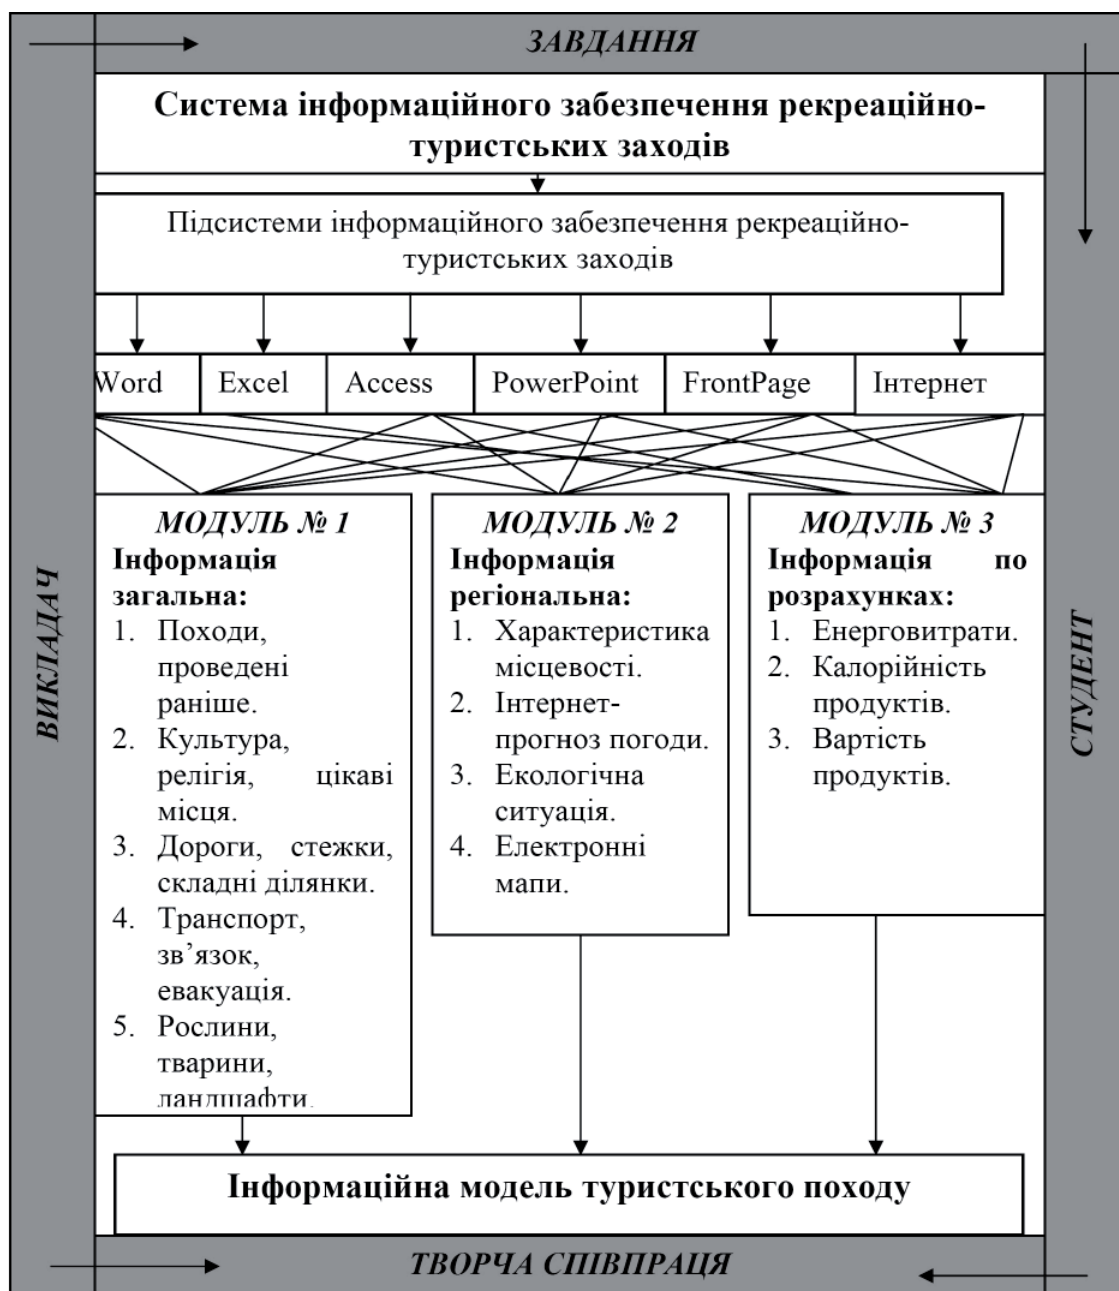 ЗАВДАННЯ
Система інформаційного забезпечення рекреаційно-
туристських заходів
Підсистеми інформаційного забезпечення рекреаційно-
туристських заходів
Word
Excel
Access
PowerPoint
FrontPage
Інтернет
ВИКЛАДАЧ
МОДУЛЬ № 1
Інформація
загальна:
1. Походи,
проведені
раніше.
2. Культура,
релігія, цікаві
місця.
3. Дороги, стежки,
складні ділянки.
4. Транспорт,
зв’язок,
евакуація.
5. Рослини,
тварини,
ландшафти.
МОДУЛЬ № 2
Інформація
регіональна:
1. Характеристика
місцевості.
2. Інтернет-
прогноз погоди.
3. Екологічна
ситуація.
4. Електронні
мапи.
МОДУЛЬ № 3
Інформація по
розрахунках:
1. Енерговитрати.
2. Калорійність
продуктів.
3. Вартість
продуктів.
СТУДЕНТ
Інформаційна модель туристського походу
ТВОРЧА СПІВПРАЦЯ